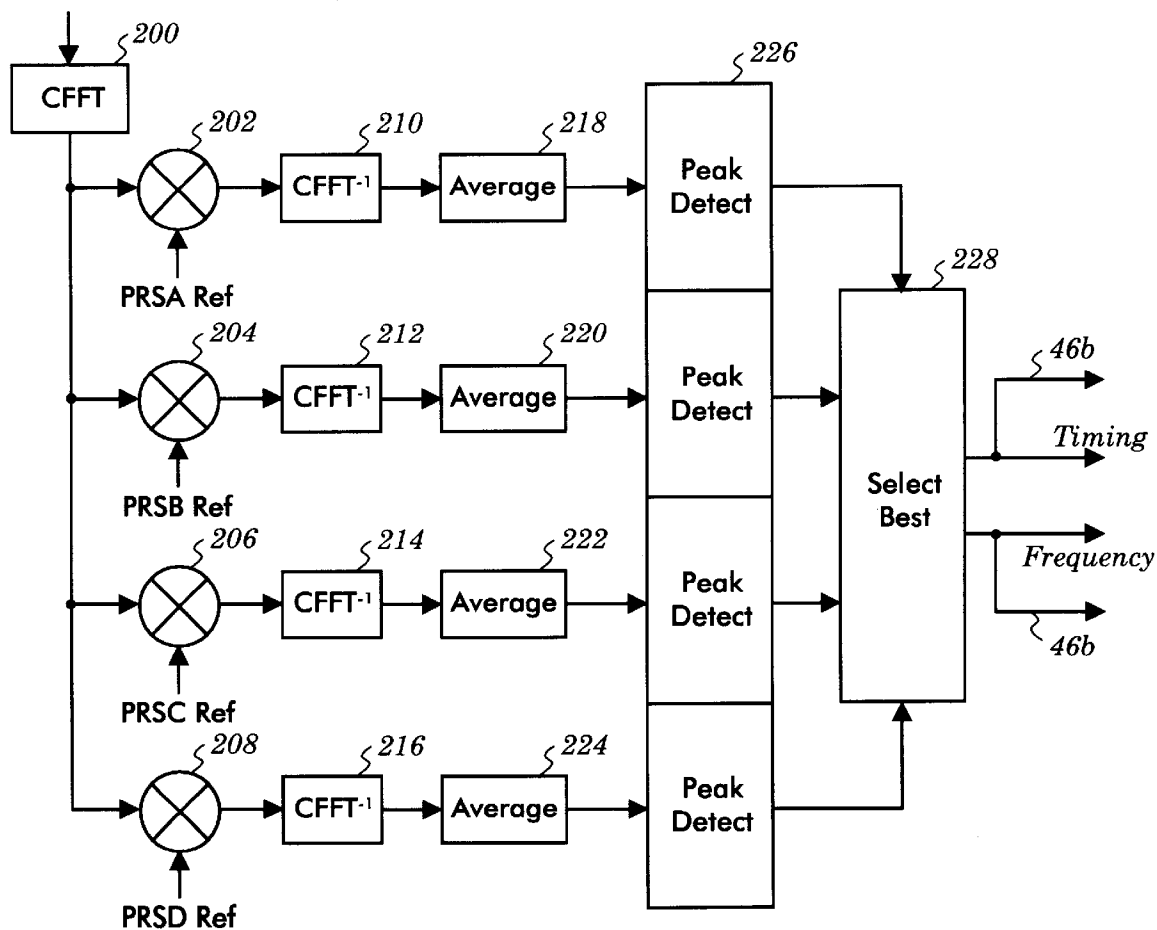 200
CFFT
226
202
210
218
CFFT-1
Average
Peak
Detect
PRSA Ref
228
204
212
220
46b
CFFT-1
Average
Peak
Detect
Timing
PRSB Ref
Select
Best
206
214
222
Frequency
CFFT-1
Average
Peak
Detect
46b
PRSC Ref
208
216
224
CFFT-1
Average
Peak
Detect
PRSD Ref